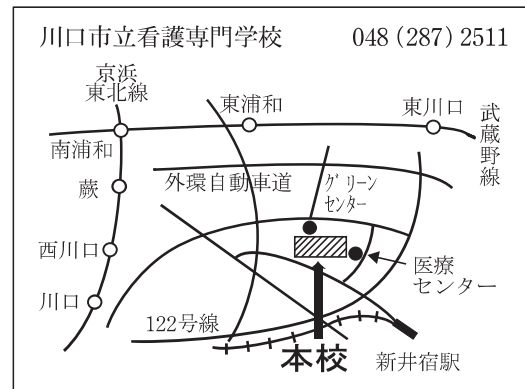 川口市立看護専門学校 048(287)2511
京浜
東北線
東浦和
東川口
武蔵野線
南浦和
外環自動車道
グリーン
センター
蕨
西川口
医療
センター
川口
122号線
本校
新井宿駅